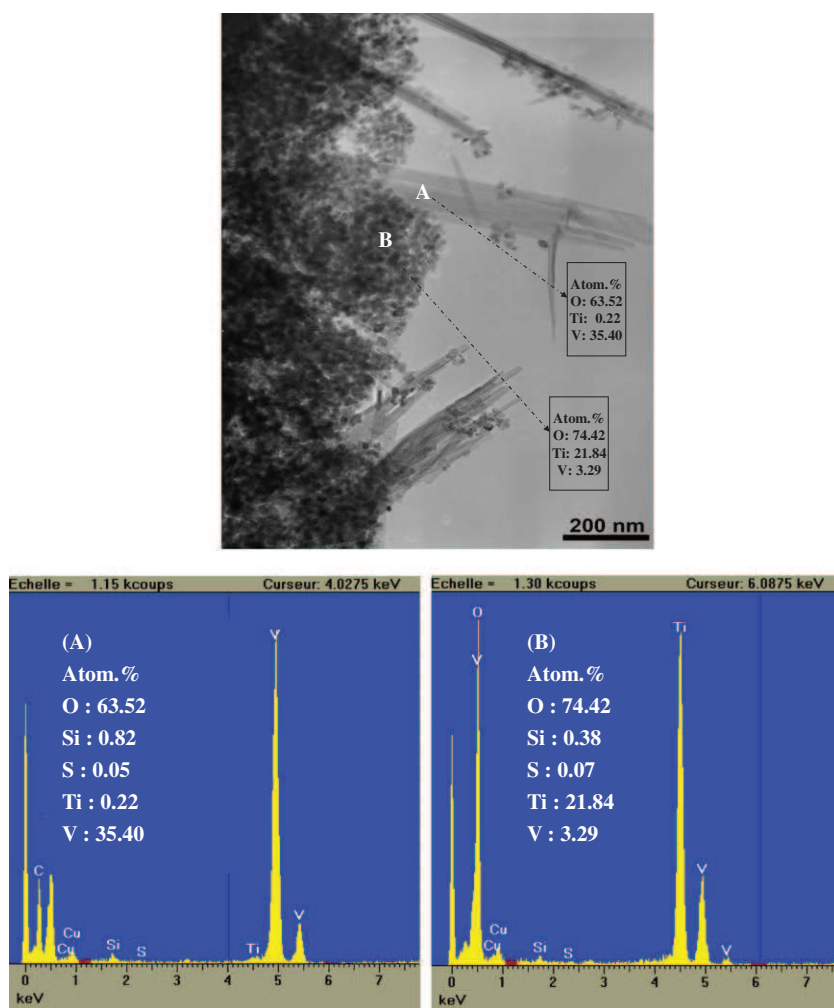 A
B
Atom.%
O: 63.52
Ti: 0.22
V: 35.40
Atom.%
O: 74.42
Ti: 21.84
V: 3.29
200 nm
Echelle = 1.15 kcoups Curseur: 4.0275 keV
V
(A)
Atom.%
O : 63.52
Si : 0.82
S : 0.05
Ti : 0.22
V : 35.40
C
Cu
Cu
Si
S
Ti
V
0 1 2 3 4 5 6 7
keV
Echelle = 1.30 kcoups Curseur: 6.0875 keV
O
Ti
V
(B)
Atom.%
O : 74.42
Si : 0.38
S : 0.07
Ti : 21.84
V : 3.29
V
Cu
Cu
Si
S
V
0 1 2 3 4 5 6 7
keV